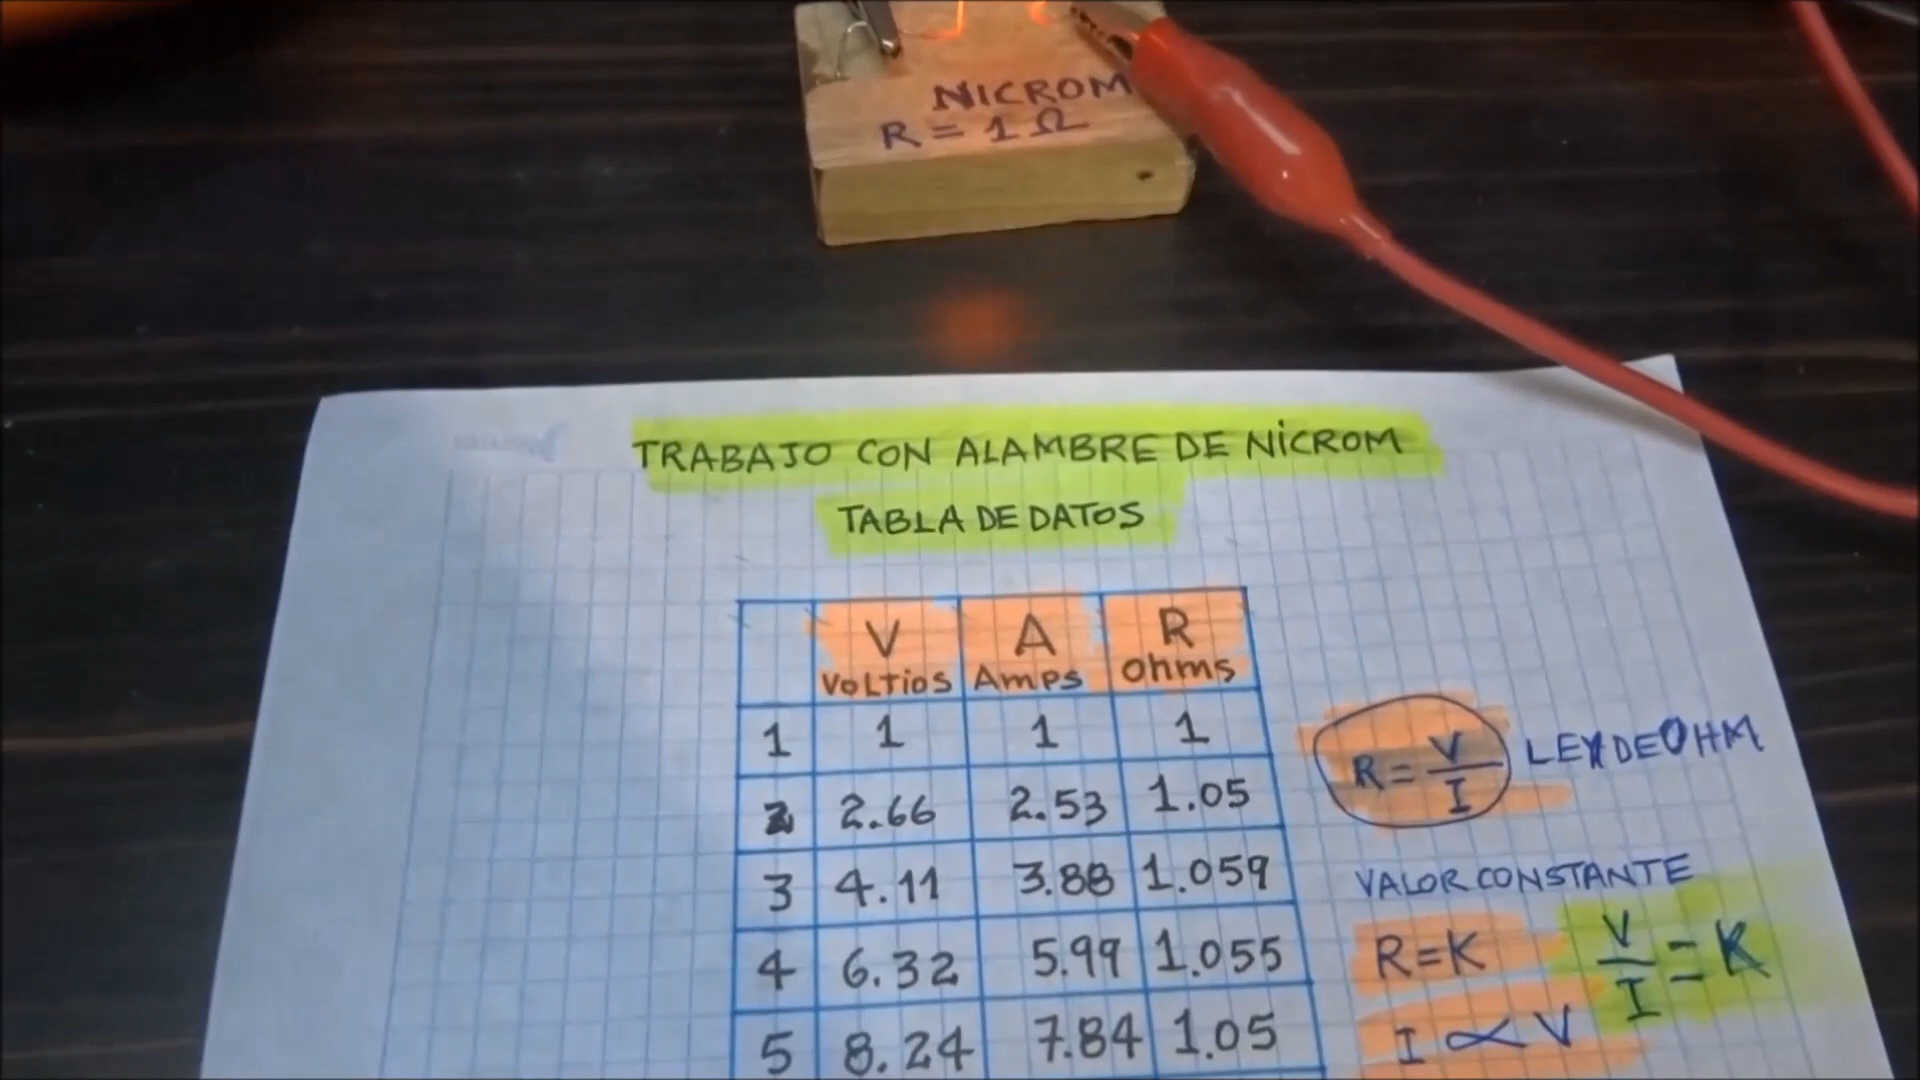 NICROM
R = 1 Ω
TRABAJO CON ALAMBRE DE NICROM
TABLA DE DATOS
V A R
VOLTIOS Amps Ohms
1 1 1 1
2 2.66 2.53 1.05
3 4.11 3.88 1.059
4 6.32 5.99 1.055
5 8.24 7.84 1.05
R = V/I LEY DE OHM
VALOR CONSTANTE
R=K V/I = K
I ∝ V